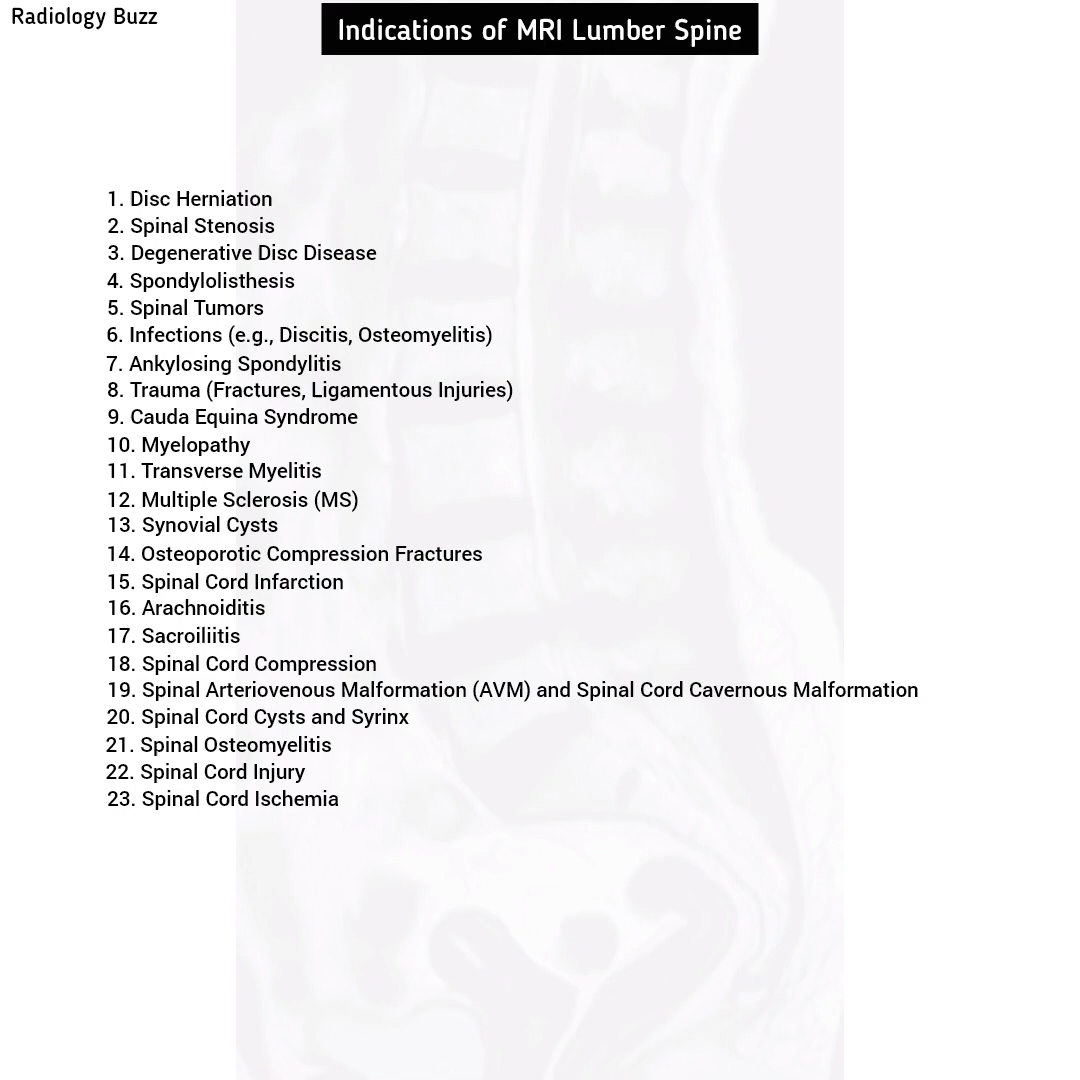 Radiology Buzz
Indications of MRI Lumber Spine
1. Disc Herniation
2. Spinal Stenosis
3. Degenerative Disc Disease
4. Spondylolisthesis
5. Spinal Tumors
6. Infections (e.g., Discitis, Osteomyelitis)
7. Ankylosing Spondylitis
8. Trauma (Fractures, Ligamentous Injuries)
9. Cauda Equina Syndrome
10. Myelopathy
11. Transverse Myelitis
12. Multiple Sclerosis (MS)
13. Synovial Cysts
14. Osteoporotic Compression Fractures
15. Spinal Cord Infarction
16. Arachnoiditis
17. Sacroiliitis
18. Spinal Cord Compression
19. Spinal Arteriovenous Malformation (AVM) and Spinal Cord Cavernous Malformation
20. Spinal Cord Cysts and Syrinx
21. Spinal Osteomyelitis
22. Spinal Cord Injury
23. Spinal Cord Ischemia